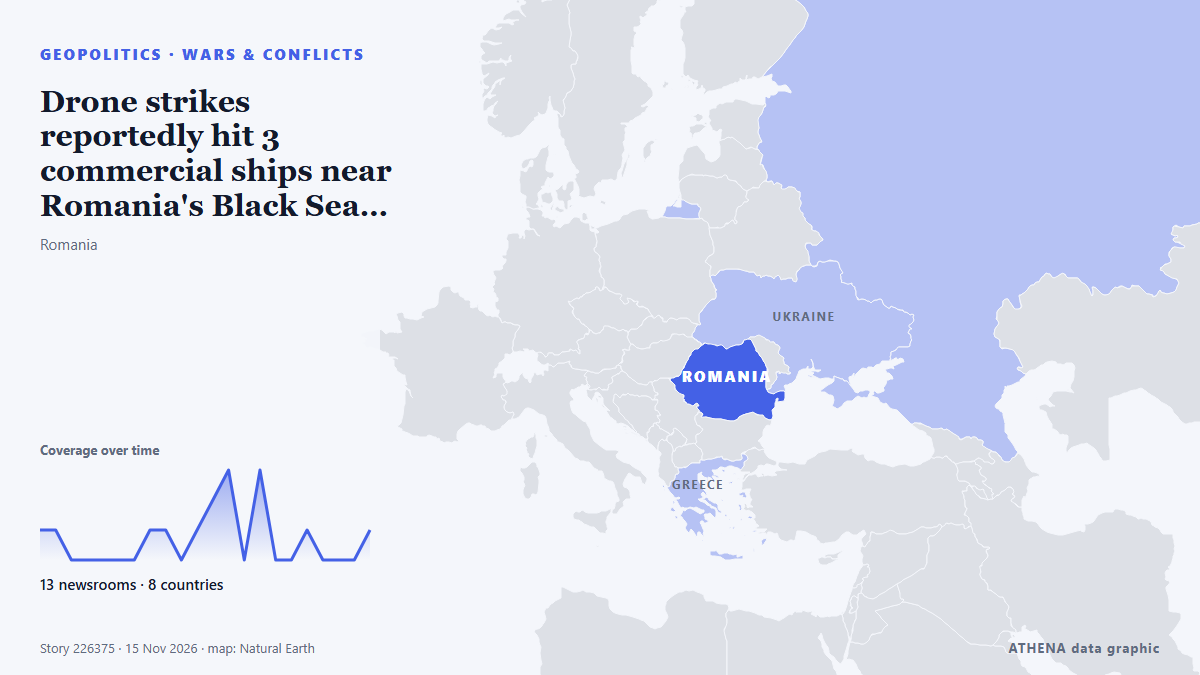 GEOPOLITICS · WARS & CONFLICTS
Drone strikes
reportedly hit 3
commercial ships near
Romania's Black Sea...
Romania
UKRAINE
ROMANIA
GREECE
Coverage over time
13 newsrooms · 8 countries
Story 226375 · 15 Nov 2026 · map: Natural Earth
ATHENA data graphic